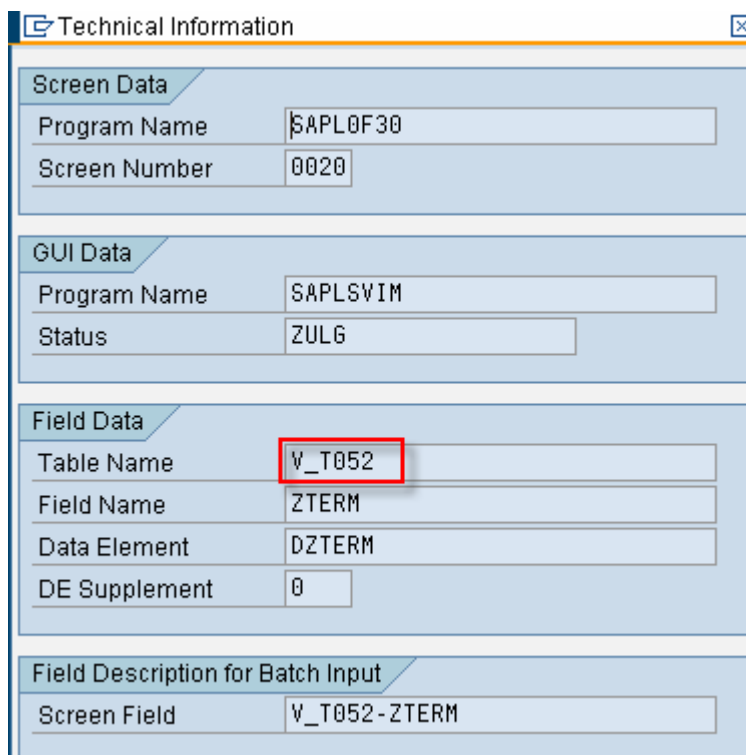 Technical Information
Screen Data
Program Name SAPL0F30
Screen Number 0020
GUI Data
Program Name SAPLSVIM
Status ZULG
Field Data
Table Name V_T052
Field Name ZTERM
Data Element DZTERM
DE Supplement 0
Field Description for Batch Input
Screen Field V_T052-ZTERM